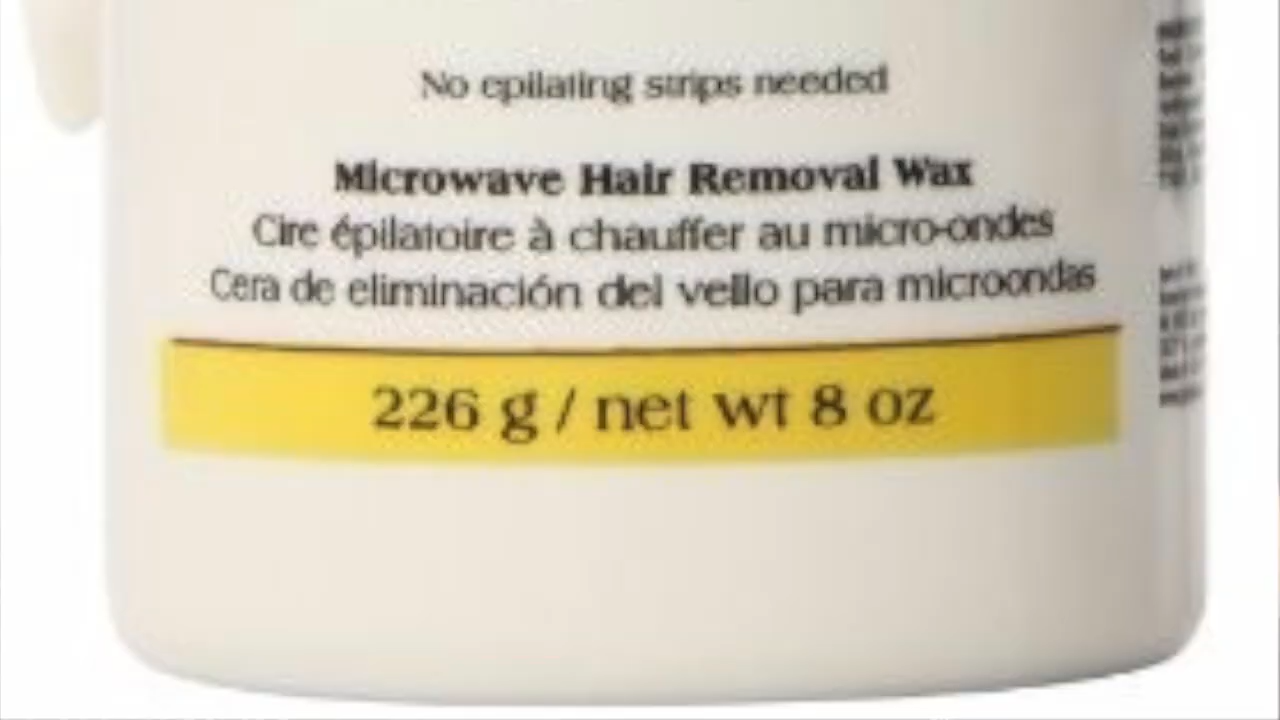 No epilating strips needed
Microwave Hair Removal Wax
Cire épilatoire à chauffer au micro-ondes
Cera de eliminación del vello para microondas
226 g / net wt 8 oz